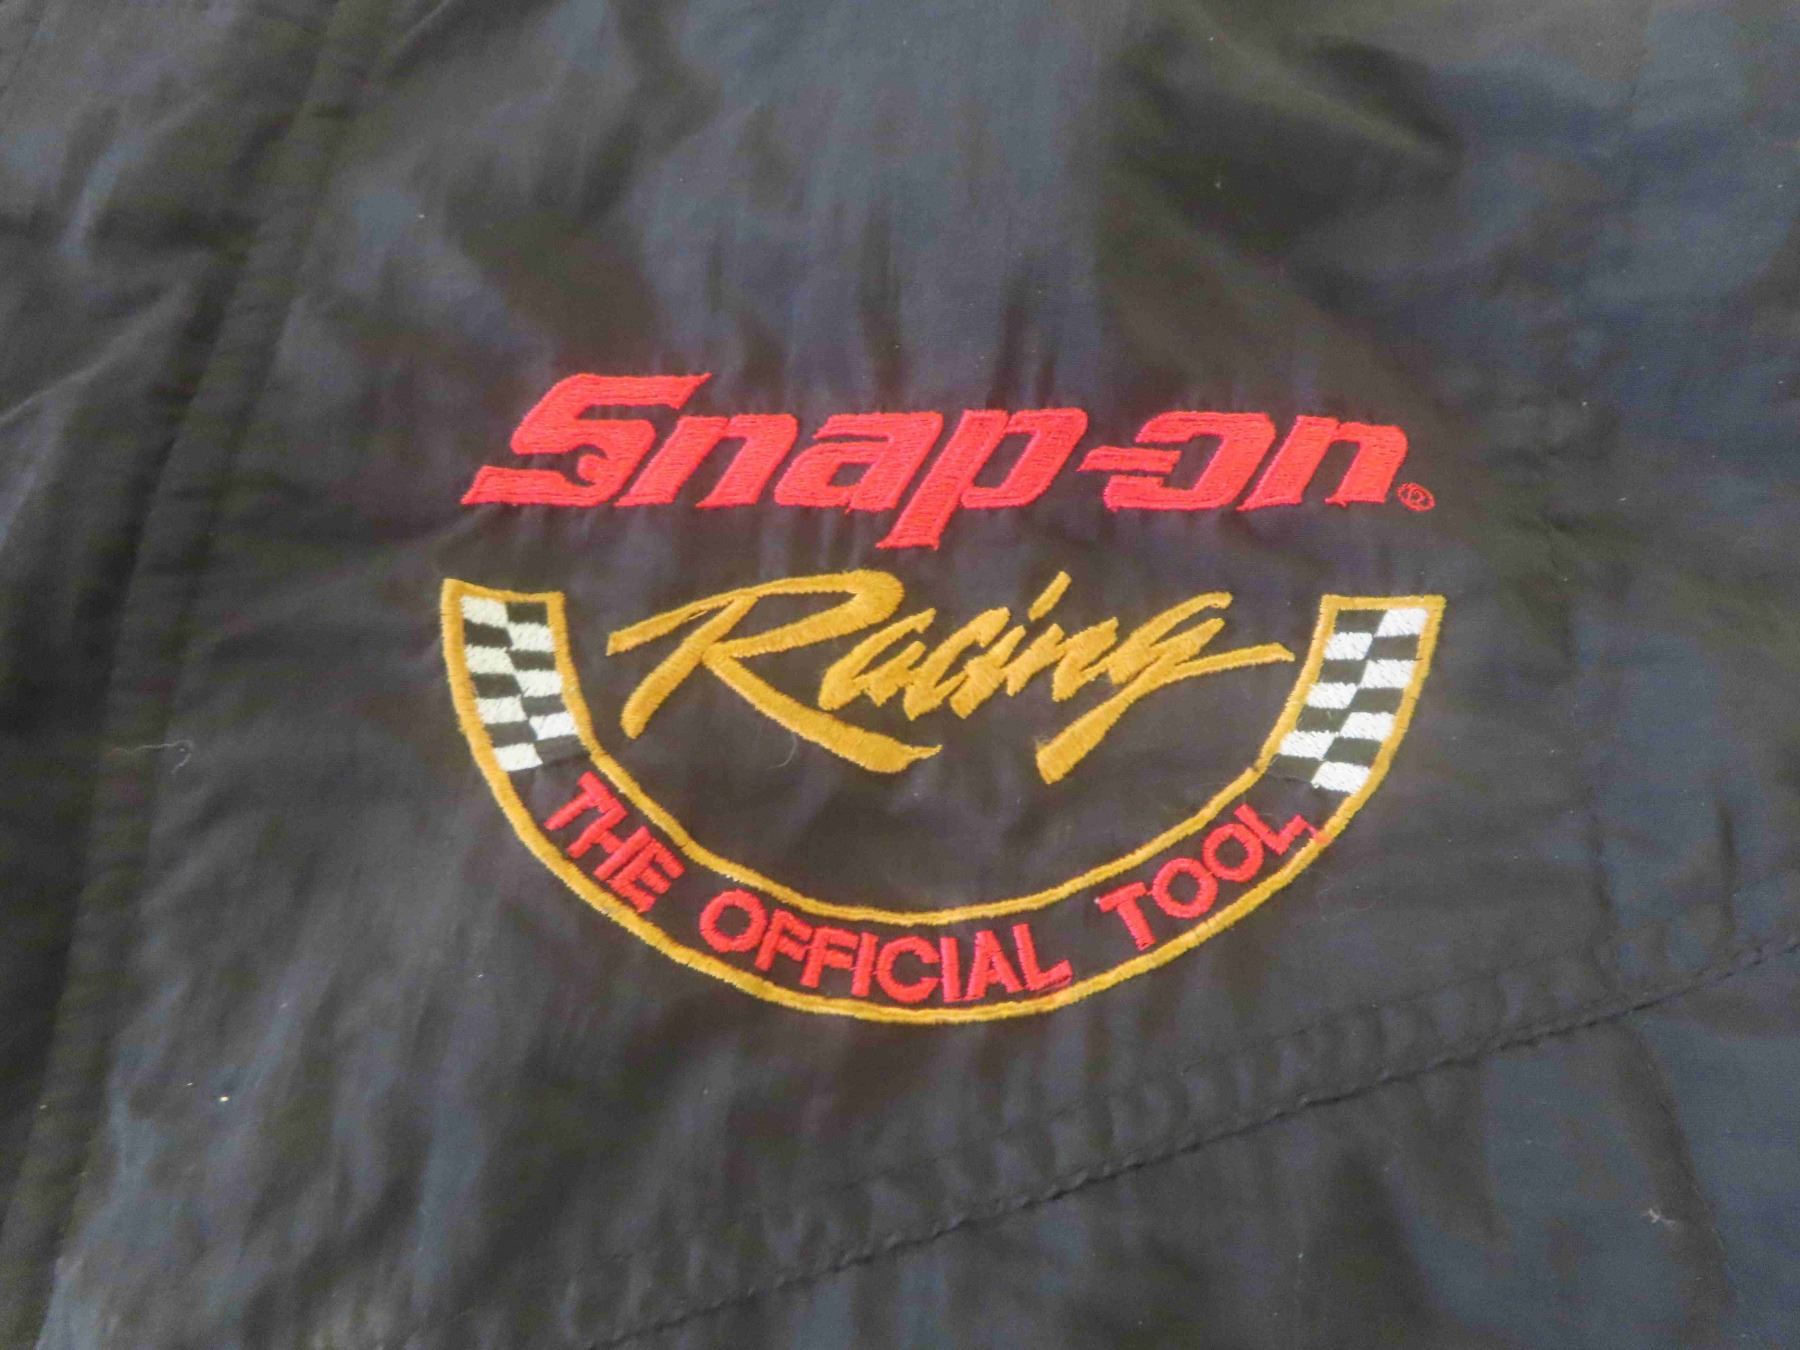 Snap-on®
Racing
THE OFFICIAL TOOL